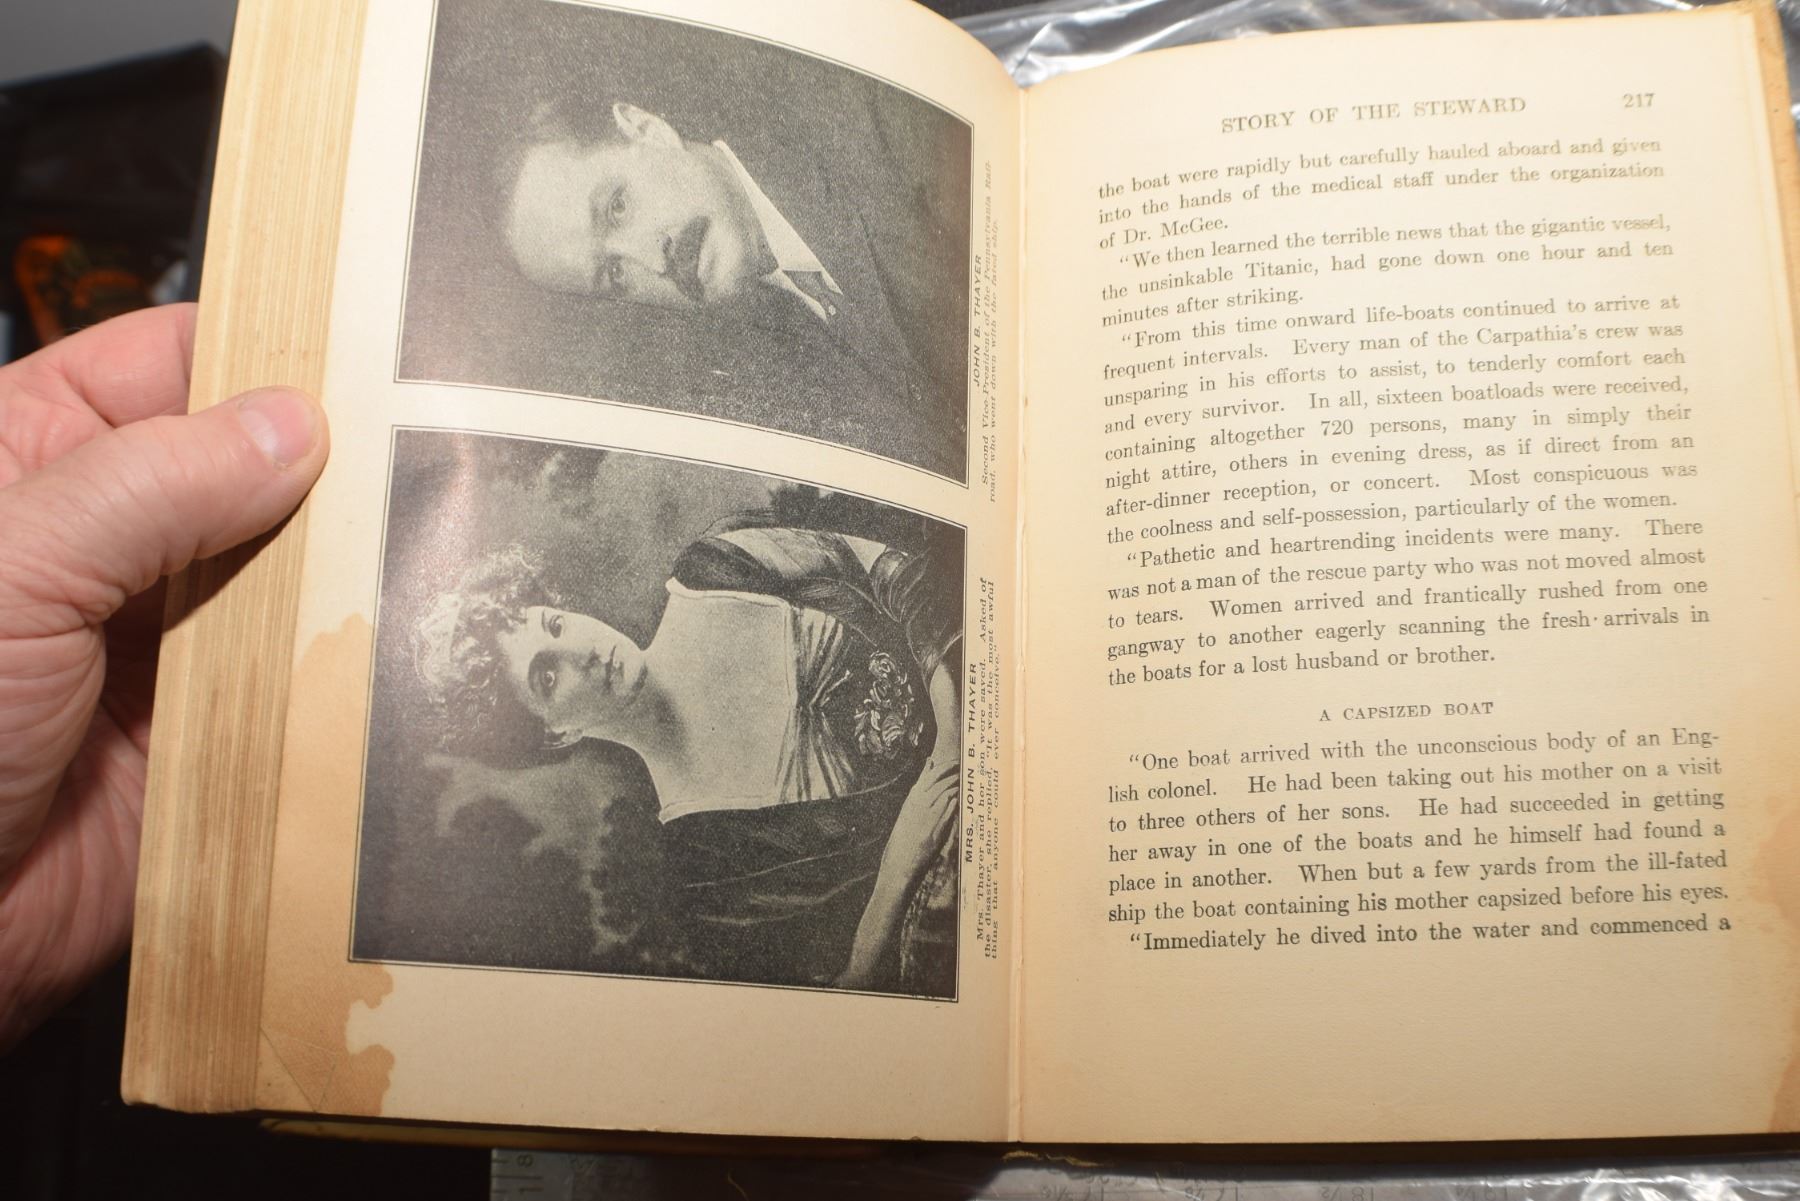 JOHN B. THAYER
Second Vice-President of the Pennsylvania Rail-
road, who went down with the fated ship.
MRS. JOHN B. THAYER
Mrs. Thayer and her son were saved. Asked of
the disaster, she replied, "It was the most awful
thing that anyone could ever conceive."
STORY OF THE STEWARD 217
the boat were rapidly but carefully hauled aboard and given
into the hands of the medical staff under the organization
of Dr. McGee.
"We then learned the terrible news that the gigantic vessel,
the unsinkable Titanic, had gone down one hour and ten
minutes after striking.
"From this time onward life-boats continued to arrive at
frequent intervals. Every man of the Carpathia's crew was
unsparing in his efforts to assist, to tenderly comfort each
and every survivor. In all, sixteen boatloads were received,
containing altogether 720 persons, many in simply their
night attire, others in evening dress, as if direct from an
after-dinner reception, or concert. Most conspicuous was
the coolness and self-possession, particularly of the women.
"Pathetic and heartrending incidents were many. There
was not a man of the rescue party who was not moved almost
to tears. Women arrived and frantically rushed from one
gangway to another eagerly scanning the fresh arrivals in
the boats for a lost husband or brother.
A CAPSIZED BOAT
"One boat arrived with the unconscious body of an Eng-
lish colonel. He had been taking out his mother on a visit
to three others of her sons. He had succeeded in getting
her away in one of the boats and he himself had found a
place in another. When but a few yards from the ill-fated
ship the boat containing his mother capsized before his eyes.
"Immediately he dived into the water and commenced a